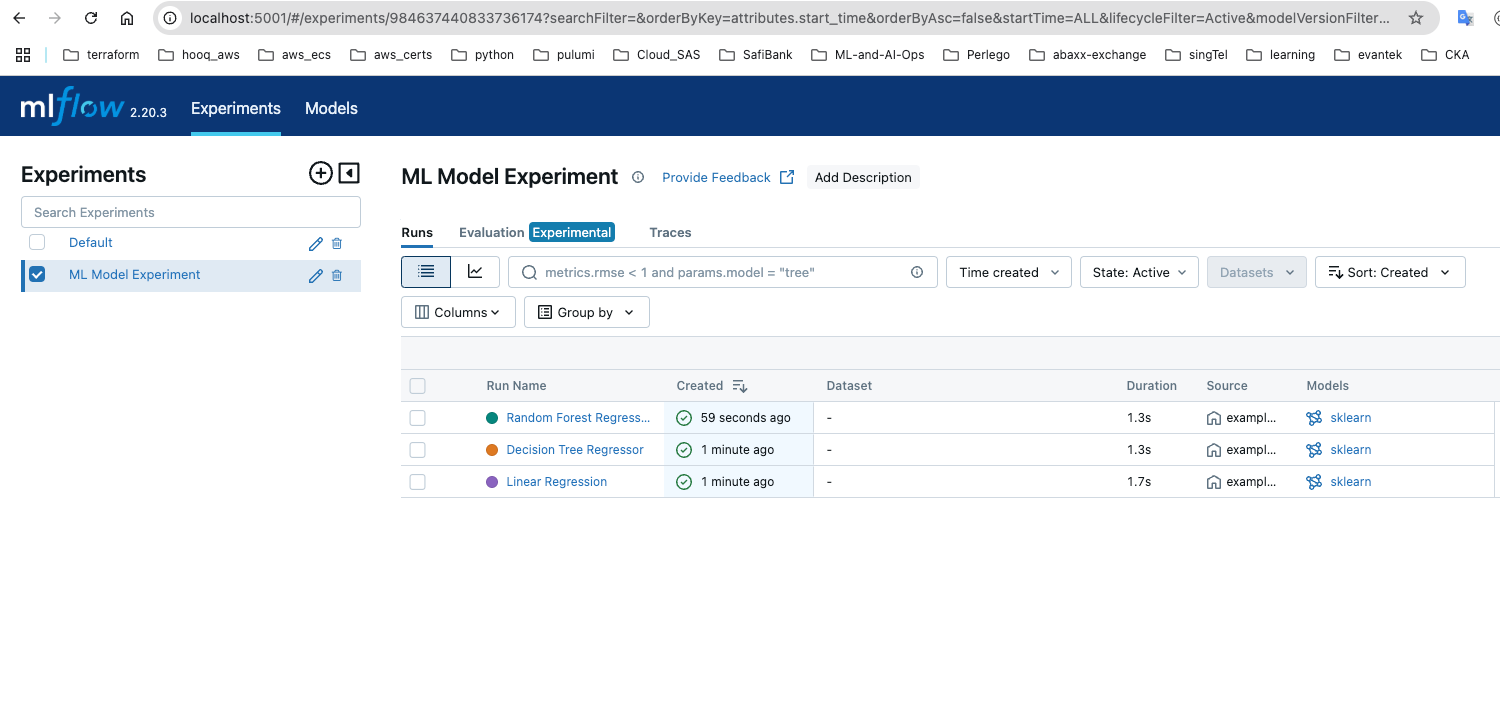 localhost:5001/#/experiments/984637440833736174?searchFilter=&orderByKey=attributes.start_time&orderByAsc=false&startTime=ALL&lifecycleFilter=Active&modelVersionFilter...
terraform hooq_aws aws_ecs aws_certs python pulumi Cloud_SAS SafiBank ML-and-AI-Ops Perlego abaxx-exchange singTel learning evantek CKA
mlflow 2.20.3 Experiments Models
Experiments
Search Experiments
Default
ML Model Experiment
ML Model Experiment Provide Feedback Add Description
Runs Evaluation Experimental Traces
metrics.rmse < 1 and params.model = "tree" Time created State: Active Datasets Sort: Created
Columns Group by
Run Name Created Dataset Duration Source Models
Random Forest Regress... 59 seconds ago - 1.3s exampl... sklearn
Decision Tree Regressor 1 minute ago - 1.3s exampl... sklearn
Linear Regression 1 minute ago - 1.7s exampl... sklearn